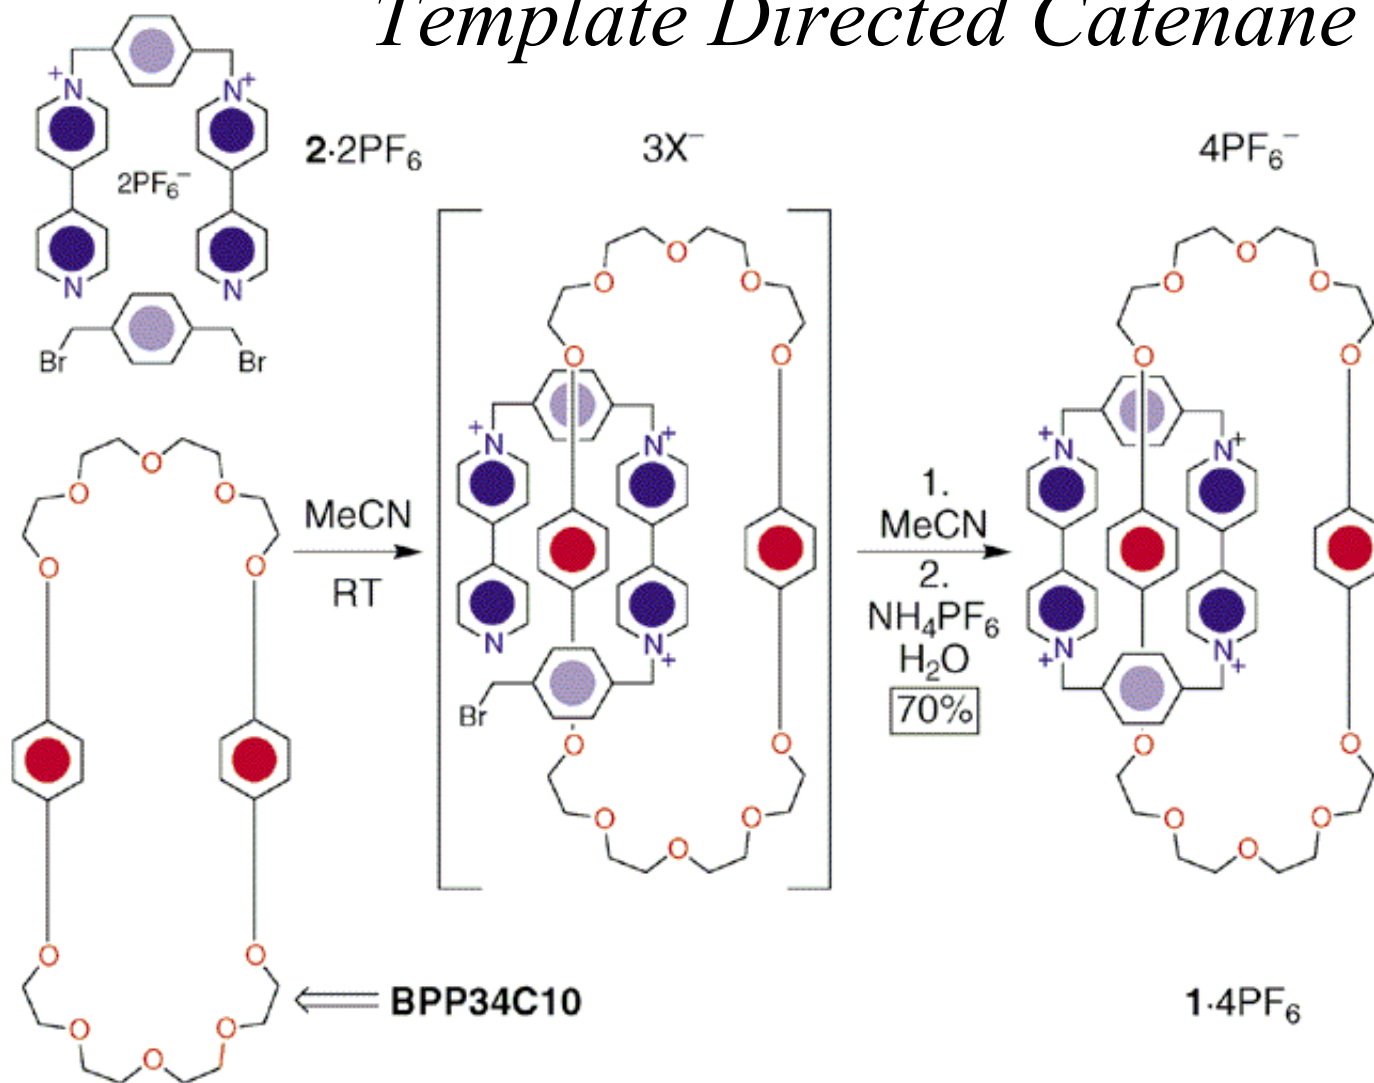 Template Directed Catenane
+
N
N
+
2·2PF6
2PF6−
N
N
Br
Br
O
O
O
O
O
O
O
O
O
O
BPP34C10
MeCN
RT
3X−
O
O
O
O
O
+
N
N
+
N
N
+
Br
O
O
O
O
O
1.
MeCN
2.
NH4PF6
H2O
70%
4PF6−
O
O
O
O
O
+
N
N
+
+
N
N
+
O
O
O
O
O
1·4PF6